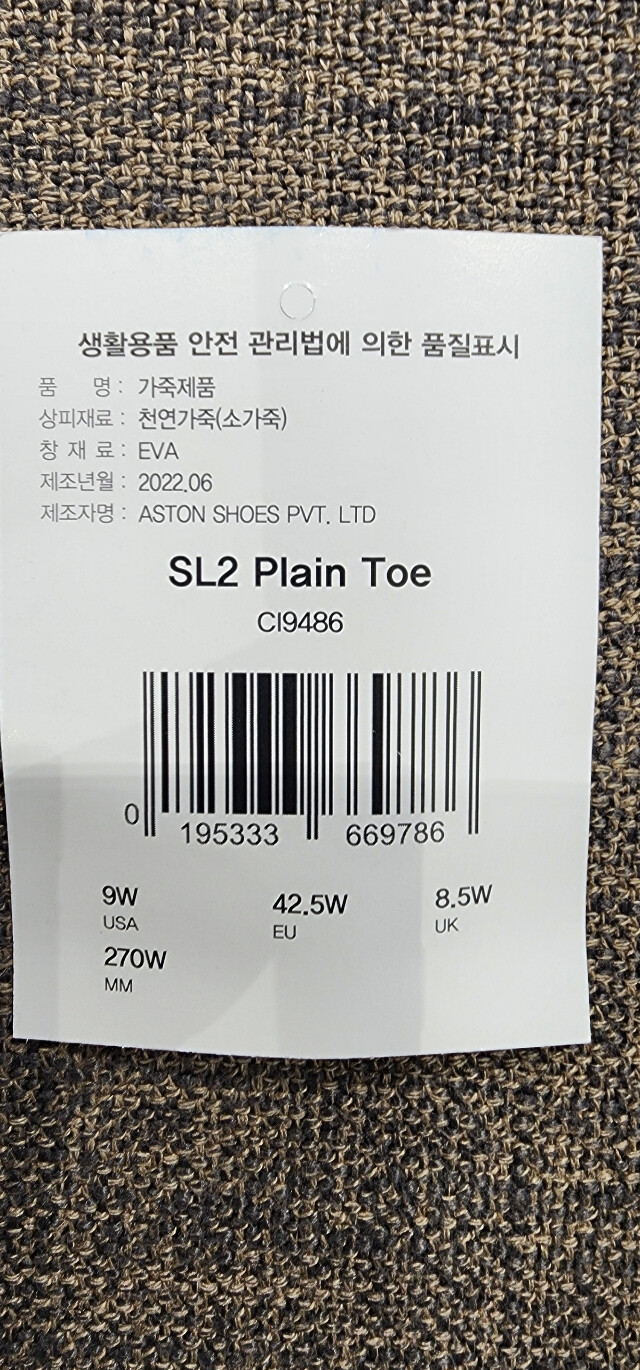 생활용품 안전 관리법에 의한 품질표시
품 명 : 가죽제품
상피재료 : 천연가죽(소가죽)
창 재 료 : EVA
제조년월 : 2022.06
제조자명 : ASTON SHOES PVT. LTD
SL2 Plain Toe
CI9486
0 195333 669786
9W 42.5W 8.5W
USA EU UK
270W
MM